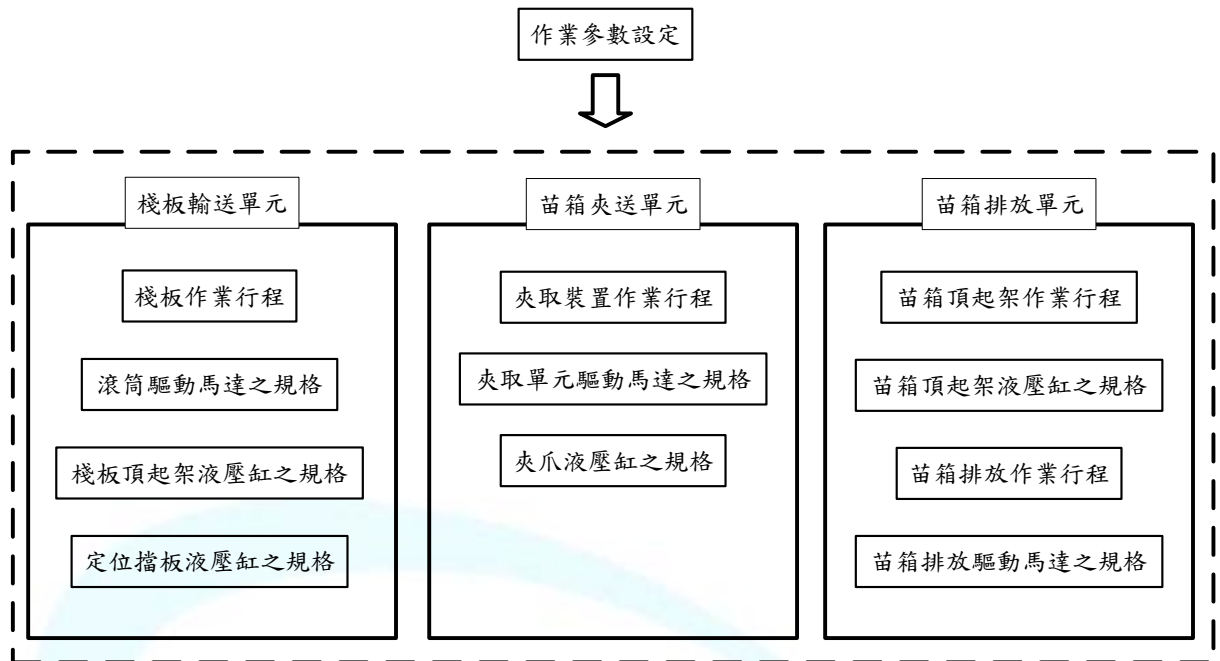 作業參數設定
棧板輸送單元
棧板作業行程
滾筒驅動馬達之規格
棧板頂起架液壓缸之規格
定位擋板液壓缸之規格
苗箱夾送單元
夾取裝置作業行程
夾取單元驅動馬達之規格
夾爪液壓缸之規格
苗箱排放單元
苗箱頂起架作業行程
苗箱頂起架液壓缸之規格
苗箱排放作業行程
苗箱排放驅動馬達之規格